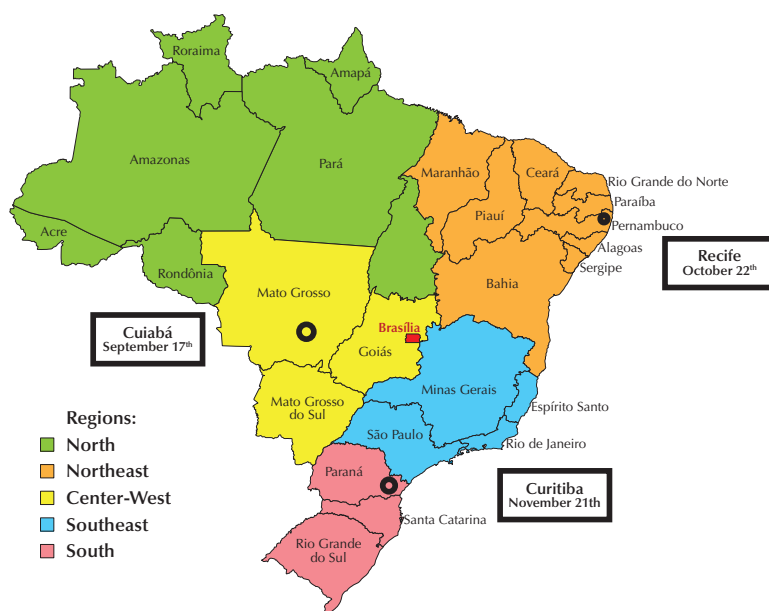 Roraima
Amapá
Amazonas
Pará
Maranhão
Ceará
Rio Grande do Norte
Paraíba
Piauí
Pernambuco
Acre
Alagoas
Recife
October 22th
Sergipe
Rondônia
Bahia
Mato Grosso
Cuiabá
September 17th
Brasília
Goiás
Minas Gerais
Mato Grosso
do Sul
Espírito Santo
Regions:
São Paulo
Rio de Janeiro
North
Northeast
Paraná
Center-West
Curitiba
November 21th
Southeast
Santa Catarina
South
Rio Grande
do Sul